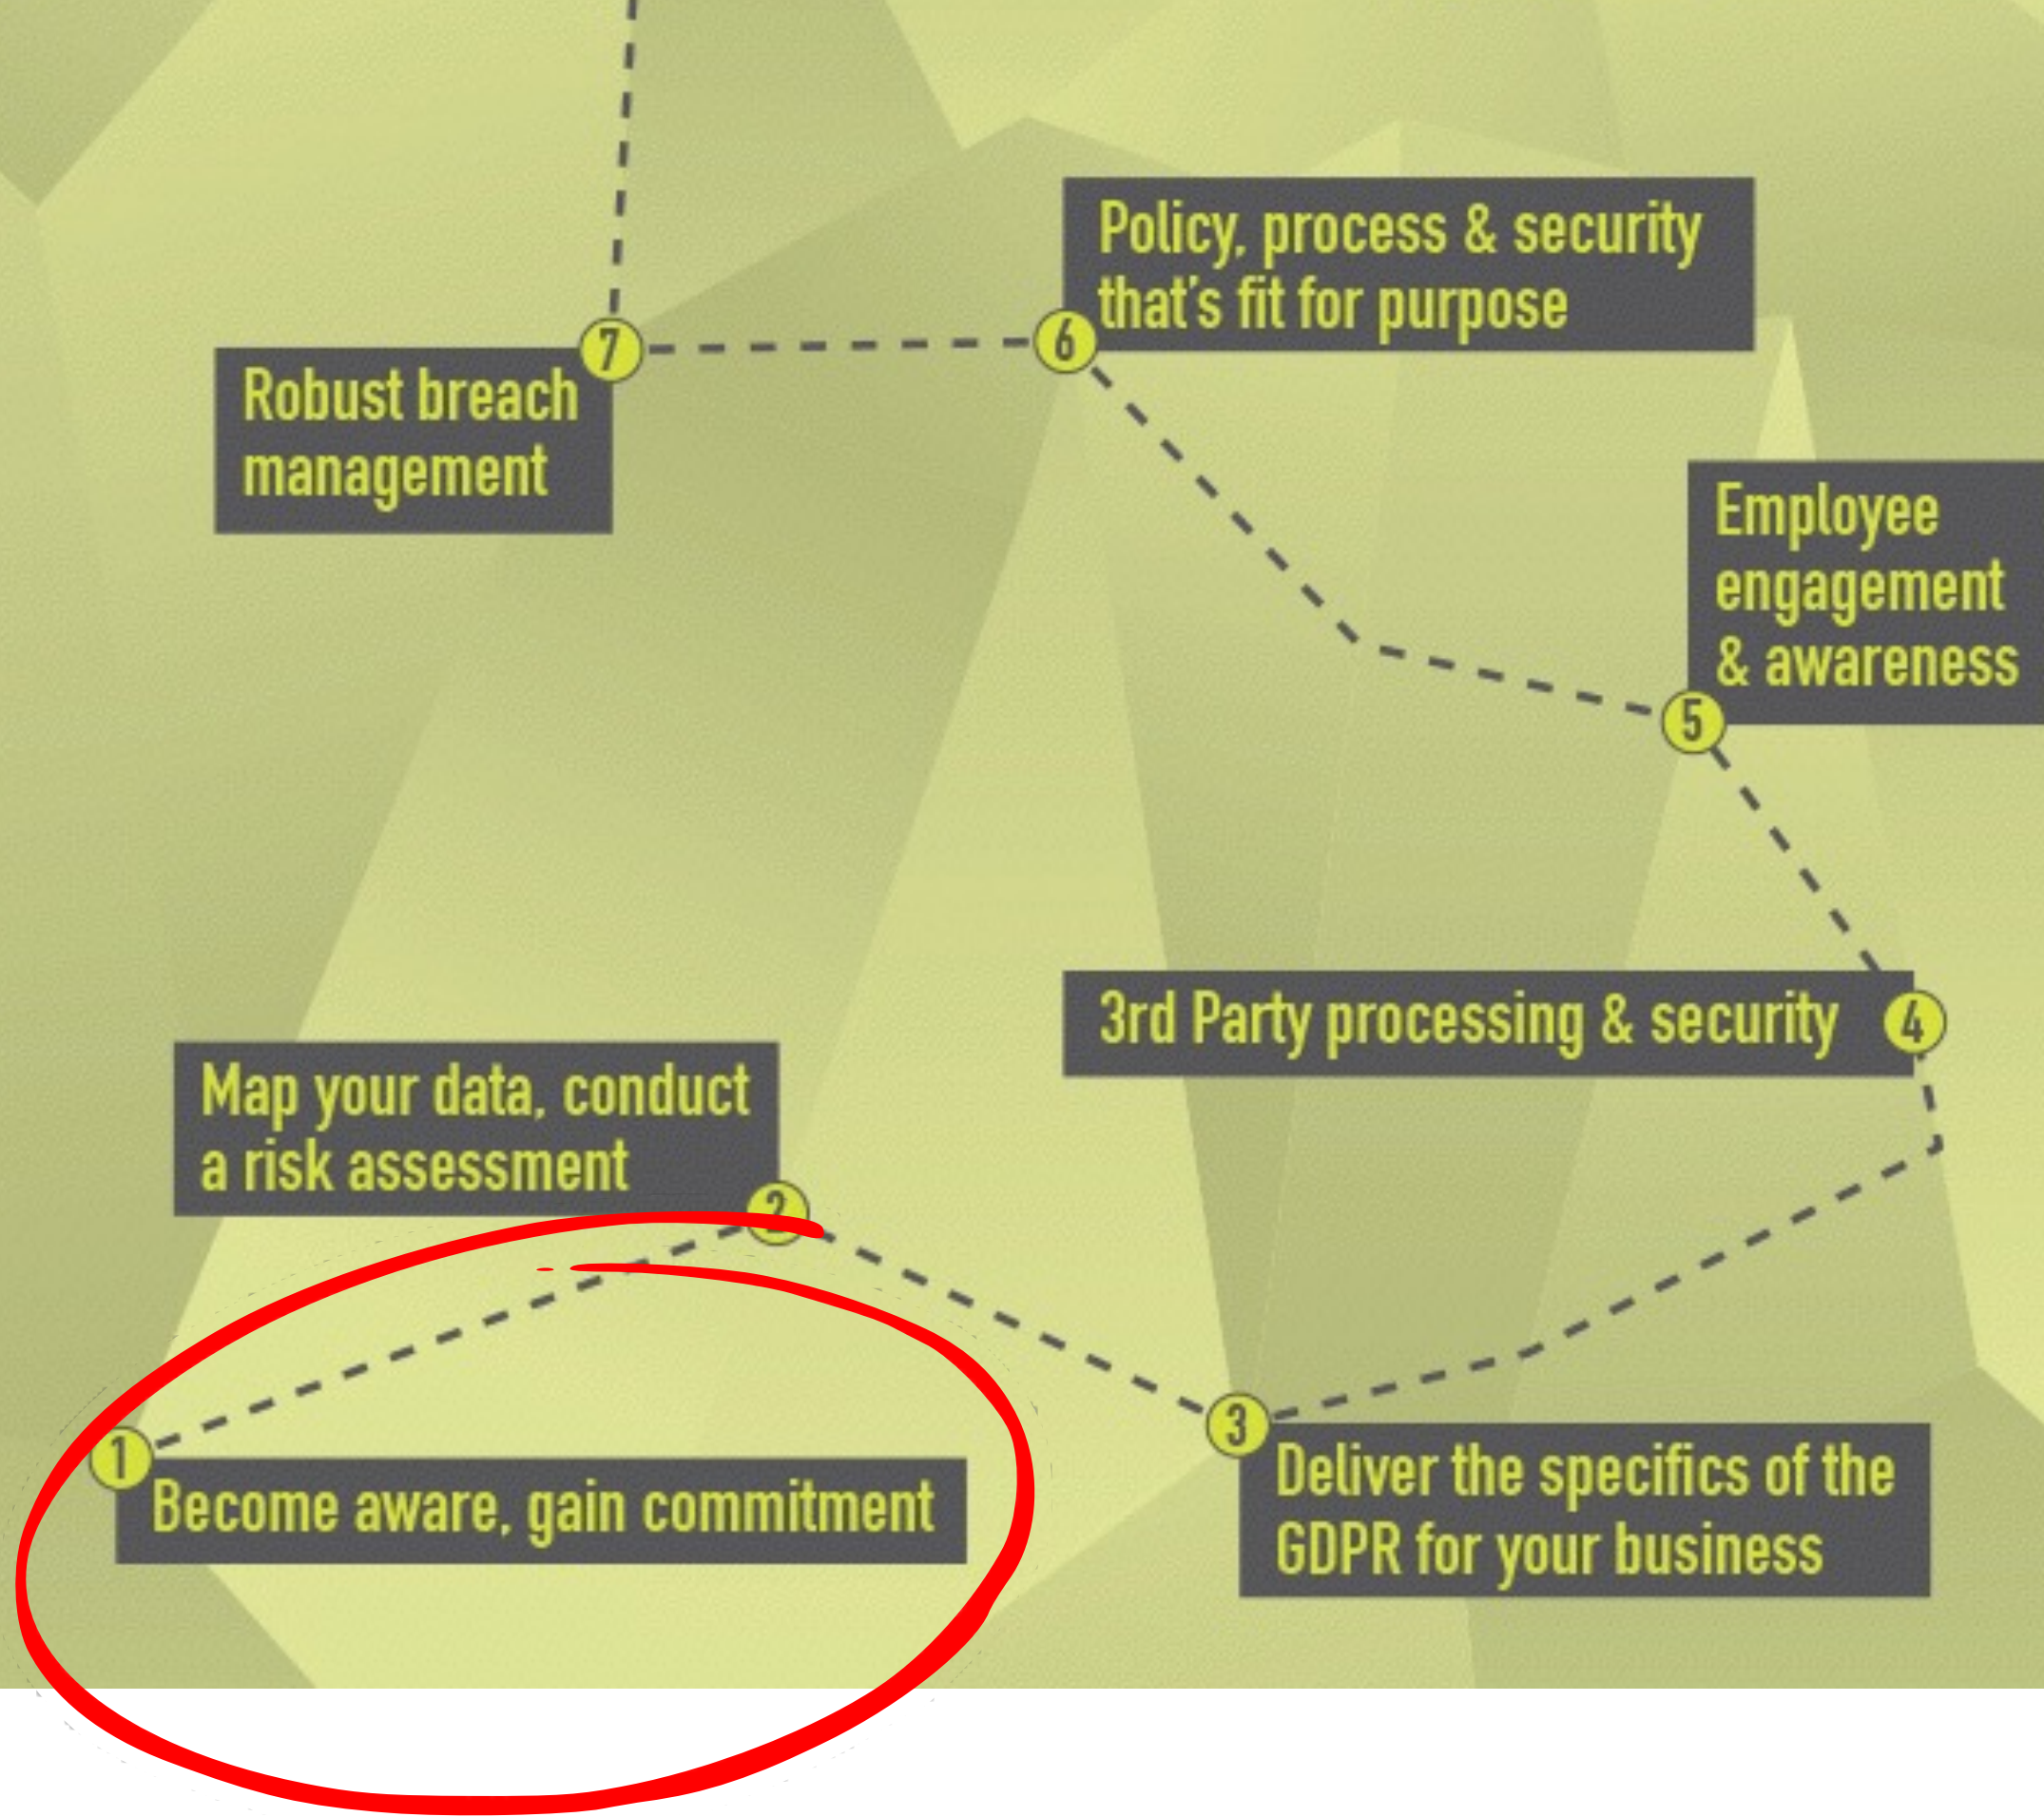 7
Robust breach
management
6
Policy, process & security
that's fit for purpose
Employee
engagement
& awareness
5
3rd Party processing & security
4
Map your data, conduct
a risk assessment
2
1
Become aware, gain commitment
3
Deliver the specifics of the
GDPR for your business